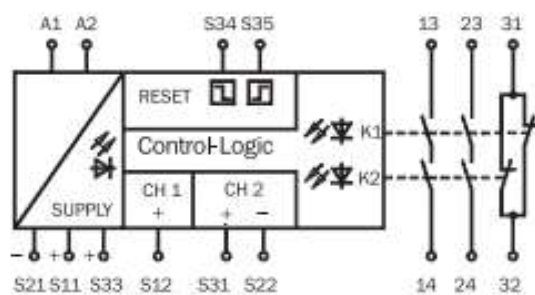 A1 A2 S34 S35 13 23 31
RESET
Control-Logic K1
K2
CH 1 CH 2
SUPPLY + + −
− + +
S21 S11 S33 S12 S31 S22 14 24 32